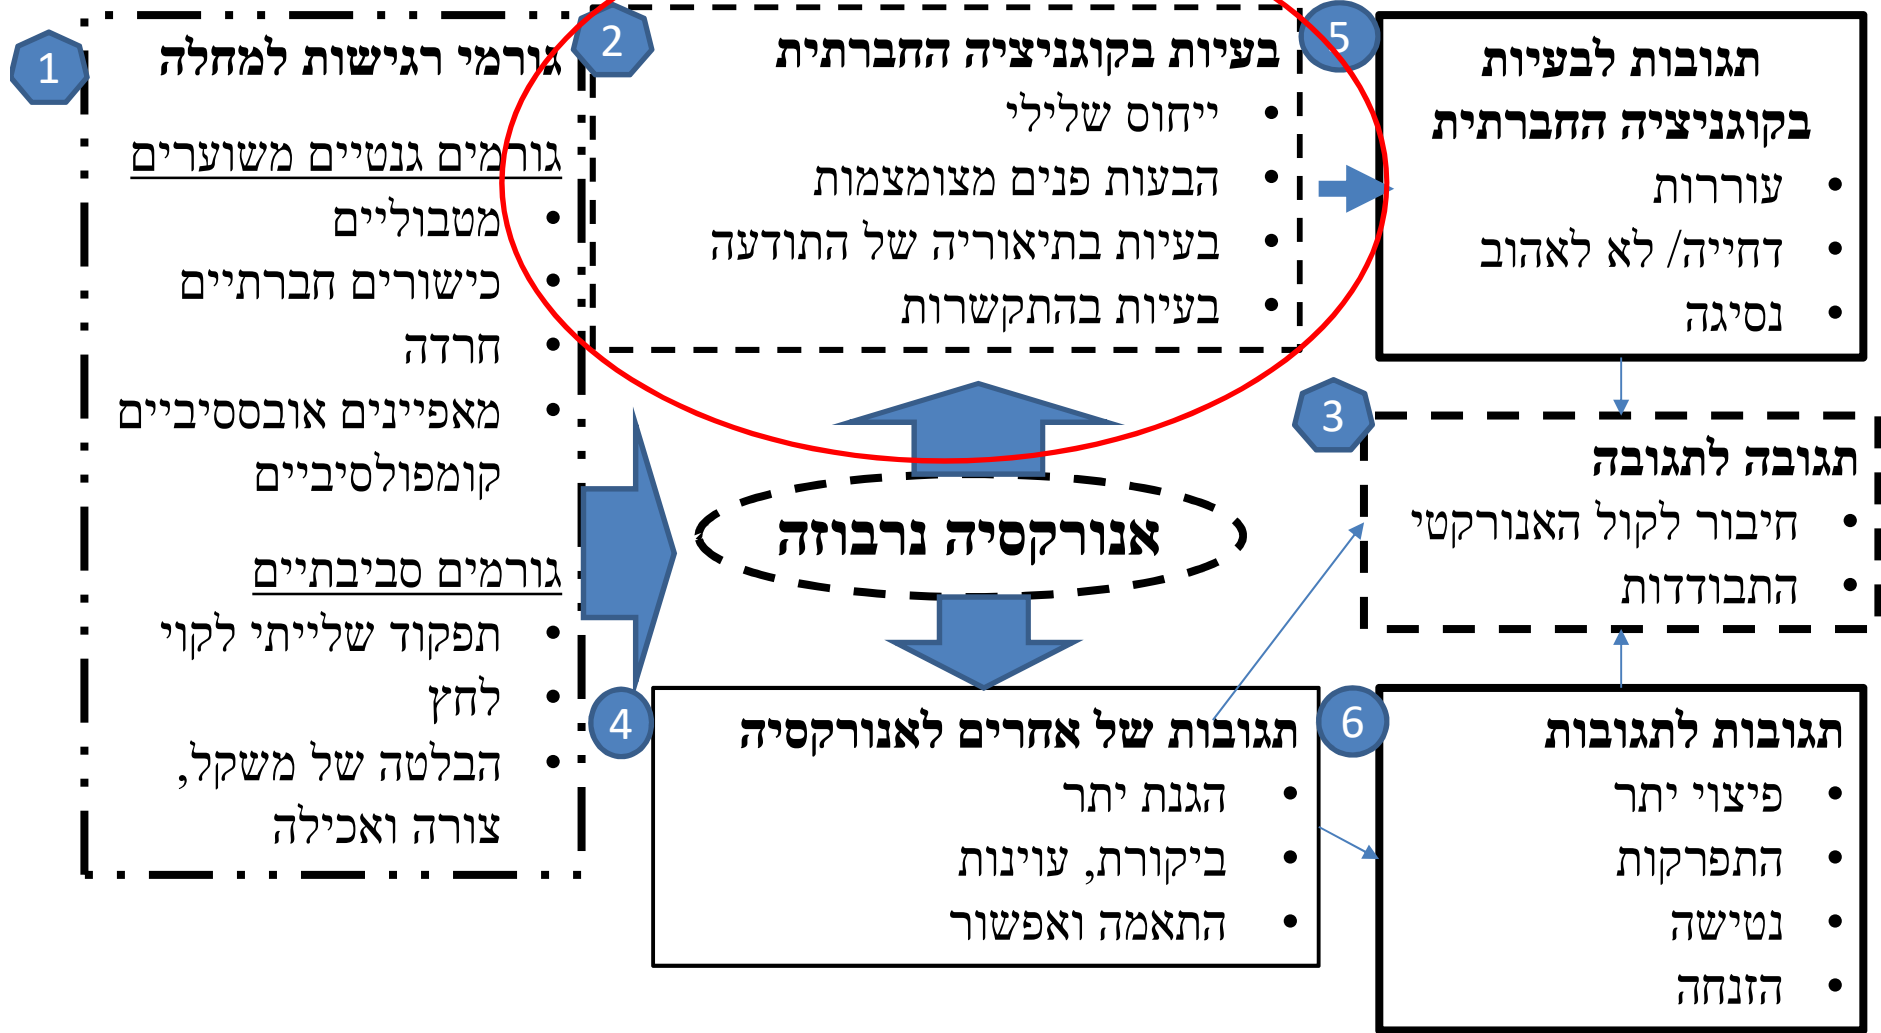 1
גורמי רגישות למחלה
גורמים גנטיים משוערים
• מטבוליים
• כישורים חברתיים
• חרדה
• מאפיינים אובססיביים
קומפולסיביים
גורמים סביבתיים
• תפקוד שלייתי לקוי
• לחץ
• הבלטה של משקל,
צורה ואכילה
2
בעיות בקוגניציה החברתית
• ייחוס שלילי
• הבעות פנים מצומצמות
• בעיות בתיאוריה של התודעה
• בעיות בהתקשרות
אנורקסיה נרבוזה
3
תגובה לתגובה
• חיבור לקול האנורקטי
• התבודדות
4
תגובות של אחרים לאנורקסיה
• הגנת יתר
• ביקורת, עוינות
• התאמה ואפשור
5
תגובות לבעיות
בקוגניציה החברתית
• עוררות
• דחייה/ לא לאהוב
• נסיגה
6
תגובות לתגובות
• פיצוי יתר
• התפרקות
• נטישה
• הזנחה